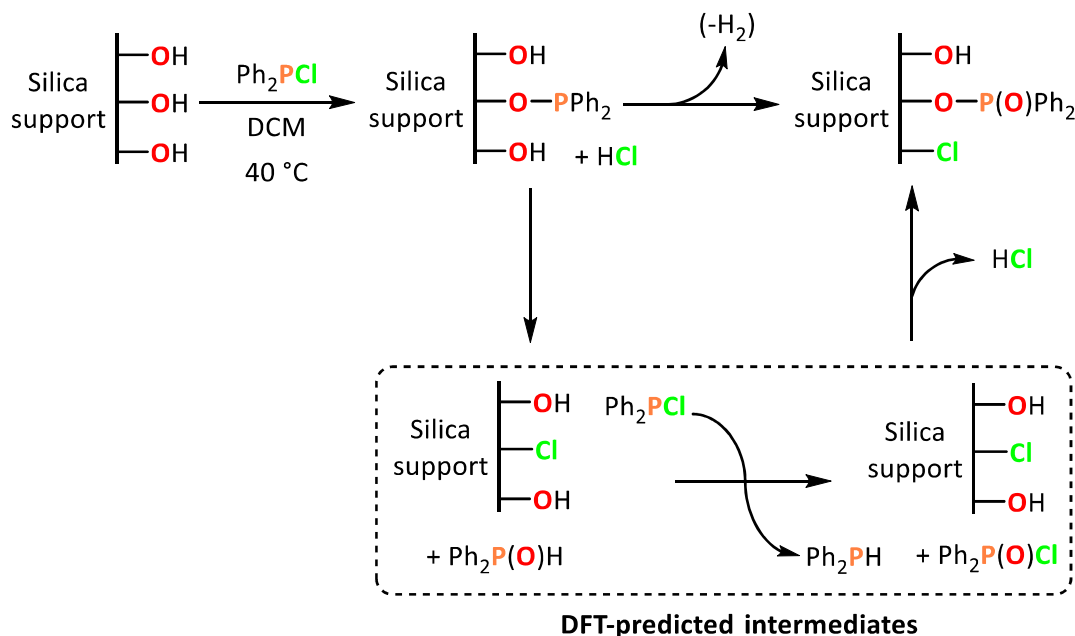 (-H₂)
OH
Silica
support
OH
OH
Ph₂PCl
DCM
40 °C
OH
Silica
support
O
PPh₂
OH
+ HCl
OH
Silica
support
O
P(O)Ph₂
Cl
HCl
OH
Silica
support
Cl
OH
+ Ph₂P(O)H
Ph₂PCl
Ph₂PH
OH
Silica
support
Cl
OH
+ Ph₂P(O)Cl
DFT-predicted intermediates